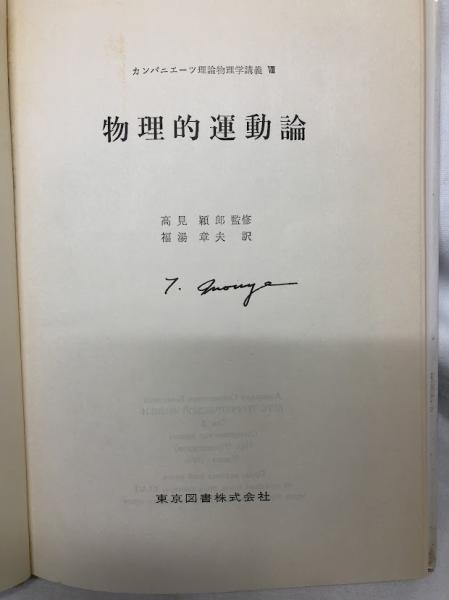 カンパニエーツ理論物理学講義 Ⅷ
物理的運動論
高見 穎郎 監修
福湯 章夫 訳
T. Inouye
東京図書株式会社